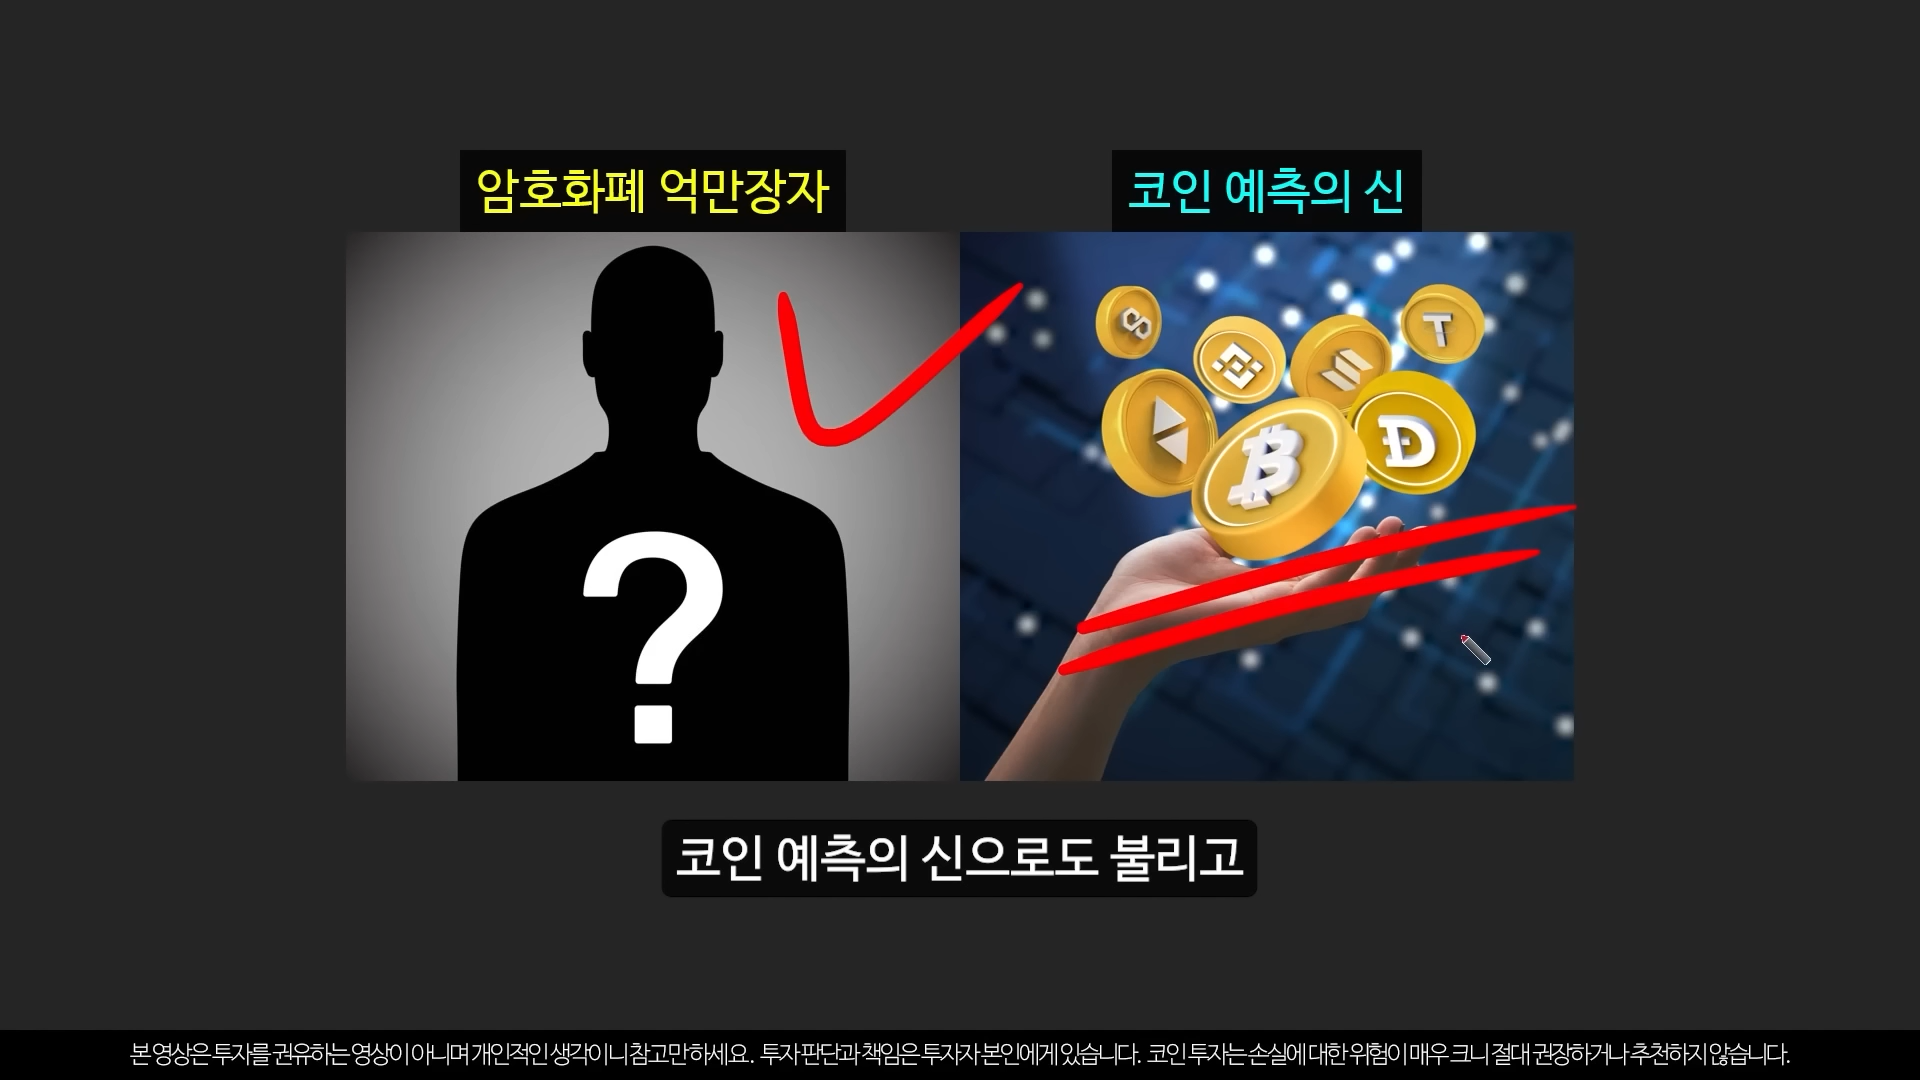 암호화폐 억만장자
코인 예측의 신
?
코인 예측의 신으로도 불리고
본 영상은 투자를 권유하는 영상이 아니며 개인적인 생각이니 참고만 하세요. 투자 판단과 책임은 투자자 본인에게 있습니다. 코인 투자는 손실에 대한 위험이 매우 크니 절대 권장하거나 추천하지 않습니다.